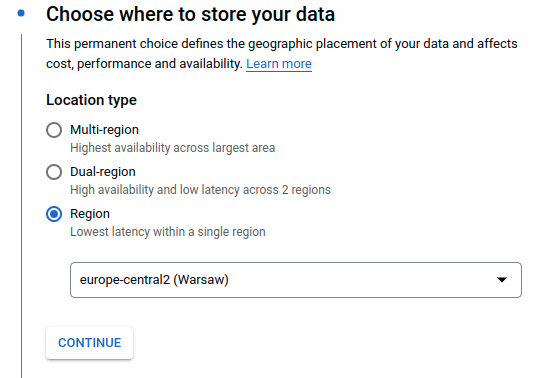 Choose where to store your data
This permanent choice defines the geographic placement of your data and affects
cost, performance and availability. Learn more
Location type
Multi-region
Highest availability across largest area
Dual-region
High availability and low latency across 2 regions
Region
Lowest latency within a single region
europe-central2 (Warsaw)
CONTINUE